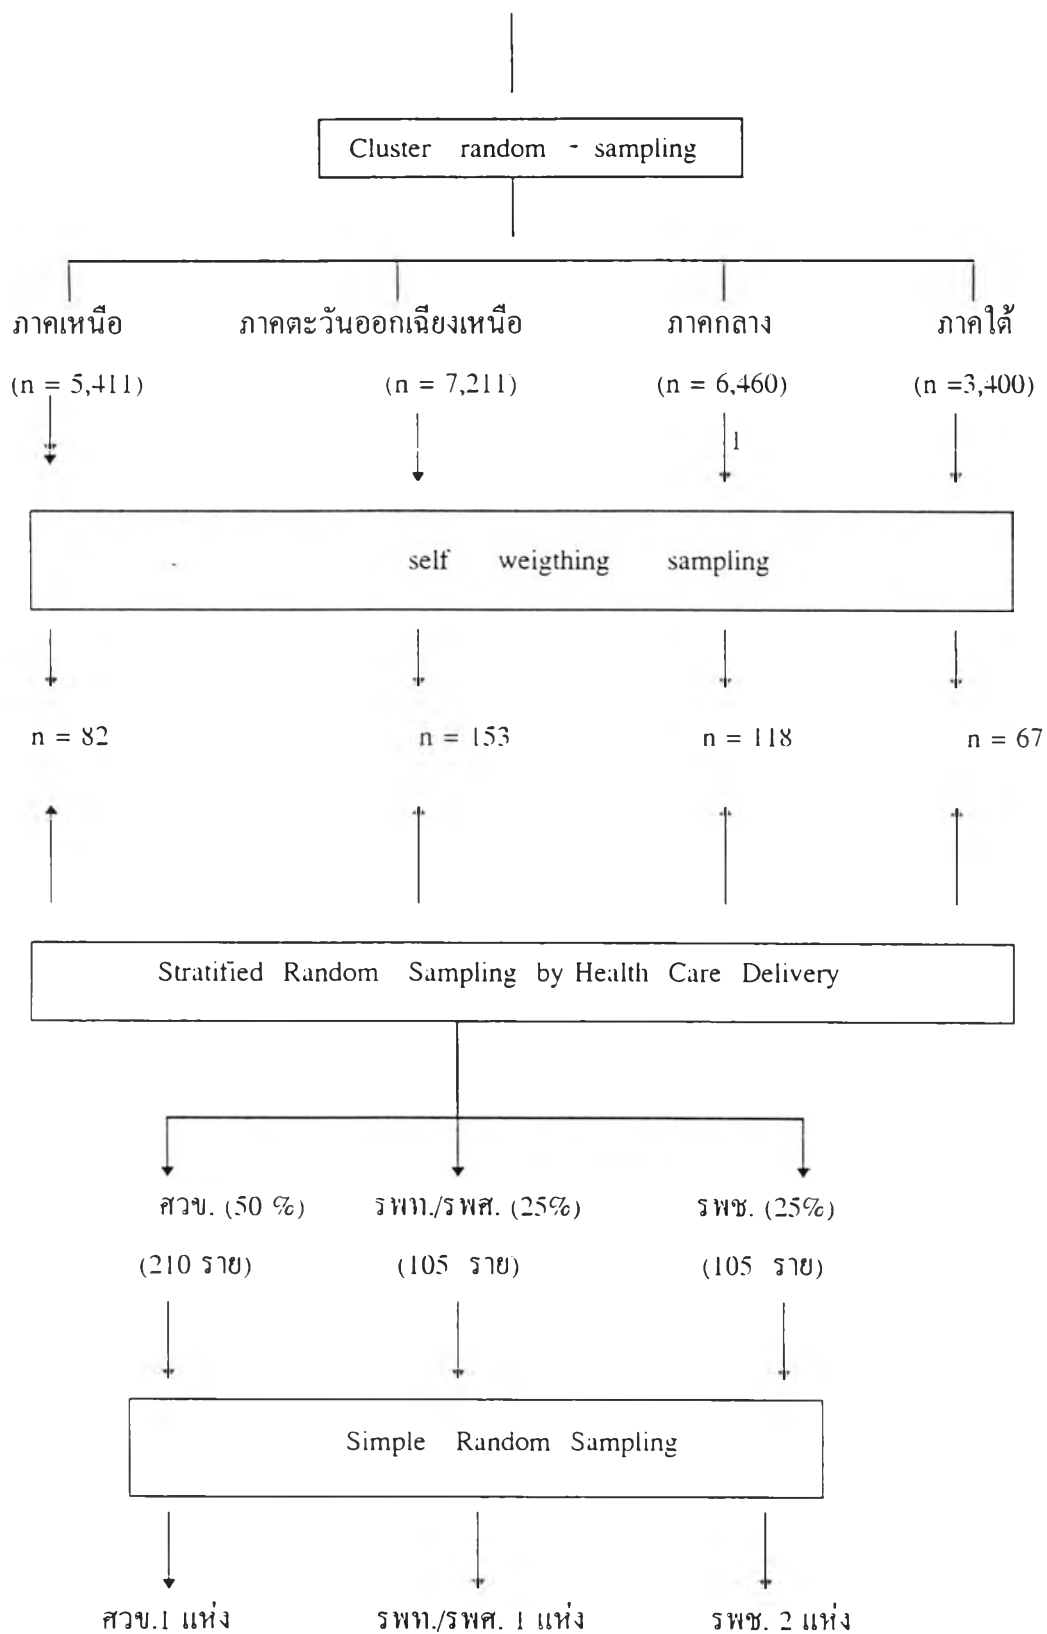 Cluster random - sampling
ภาคเหนือ ภาคตะวันออกเฉียงเหนือ ภาคกลาง ภาคใต้
(n = 5,411) (n = 7,211) (n = 6,460) (n =3,400)
self weigthing sampling
n = 82 n = 153 n = 118 n = 67
Stratified Random Sampling by Health Care Delivery
ศวข. (50 %) รพท./รพศ. (25%) รพช. (25%)
(210 ราย) (105 ราย) (105 ราย)
Simple Random Sampling
ศวข.1 แห่ง รพท./รพศ. 1 แห่ง รพช. 2 แห่ง